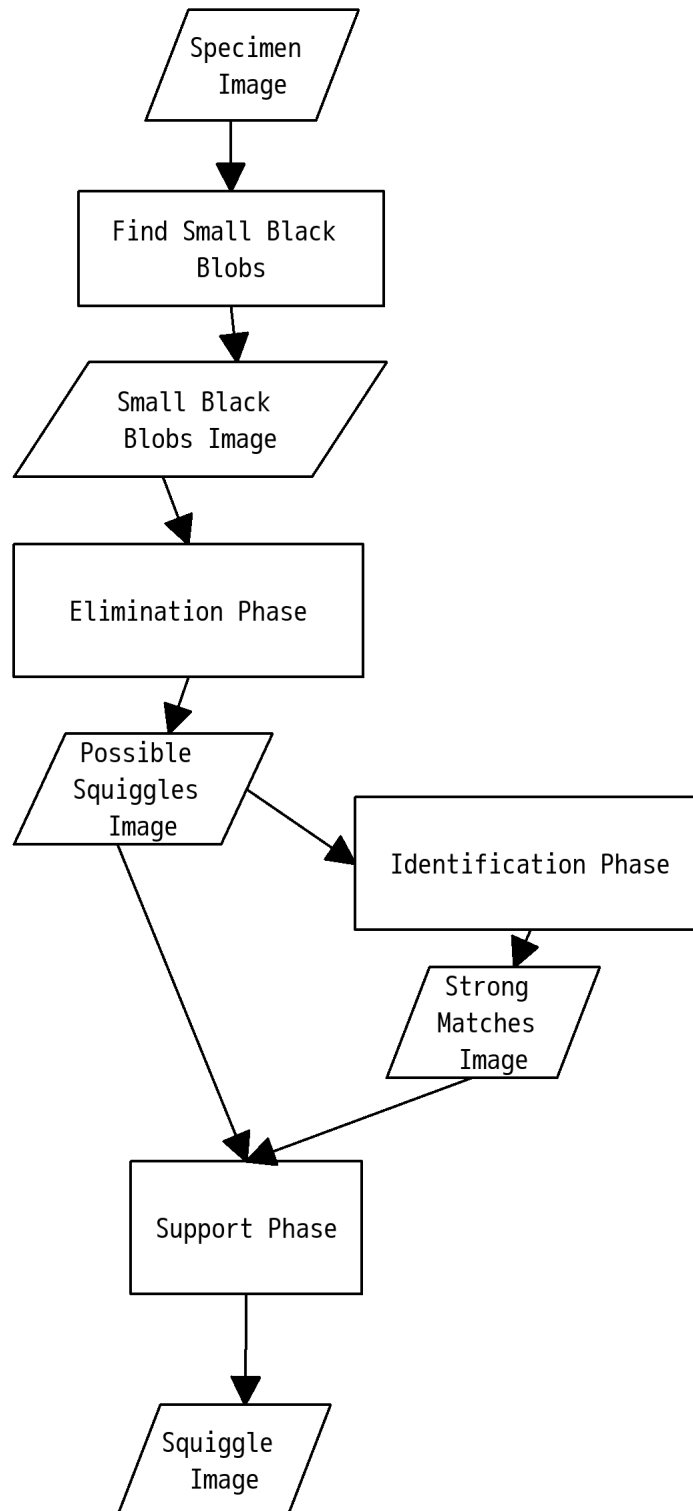 Specimen
Image
Find Small Black
Blobs
Small Black
Blobs Image
Elimination Phase
Possible
Squiggles
Image
Identification Phase
Strong
Matches
Image
Support Phase
Squiggle
Image